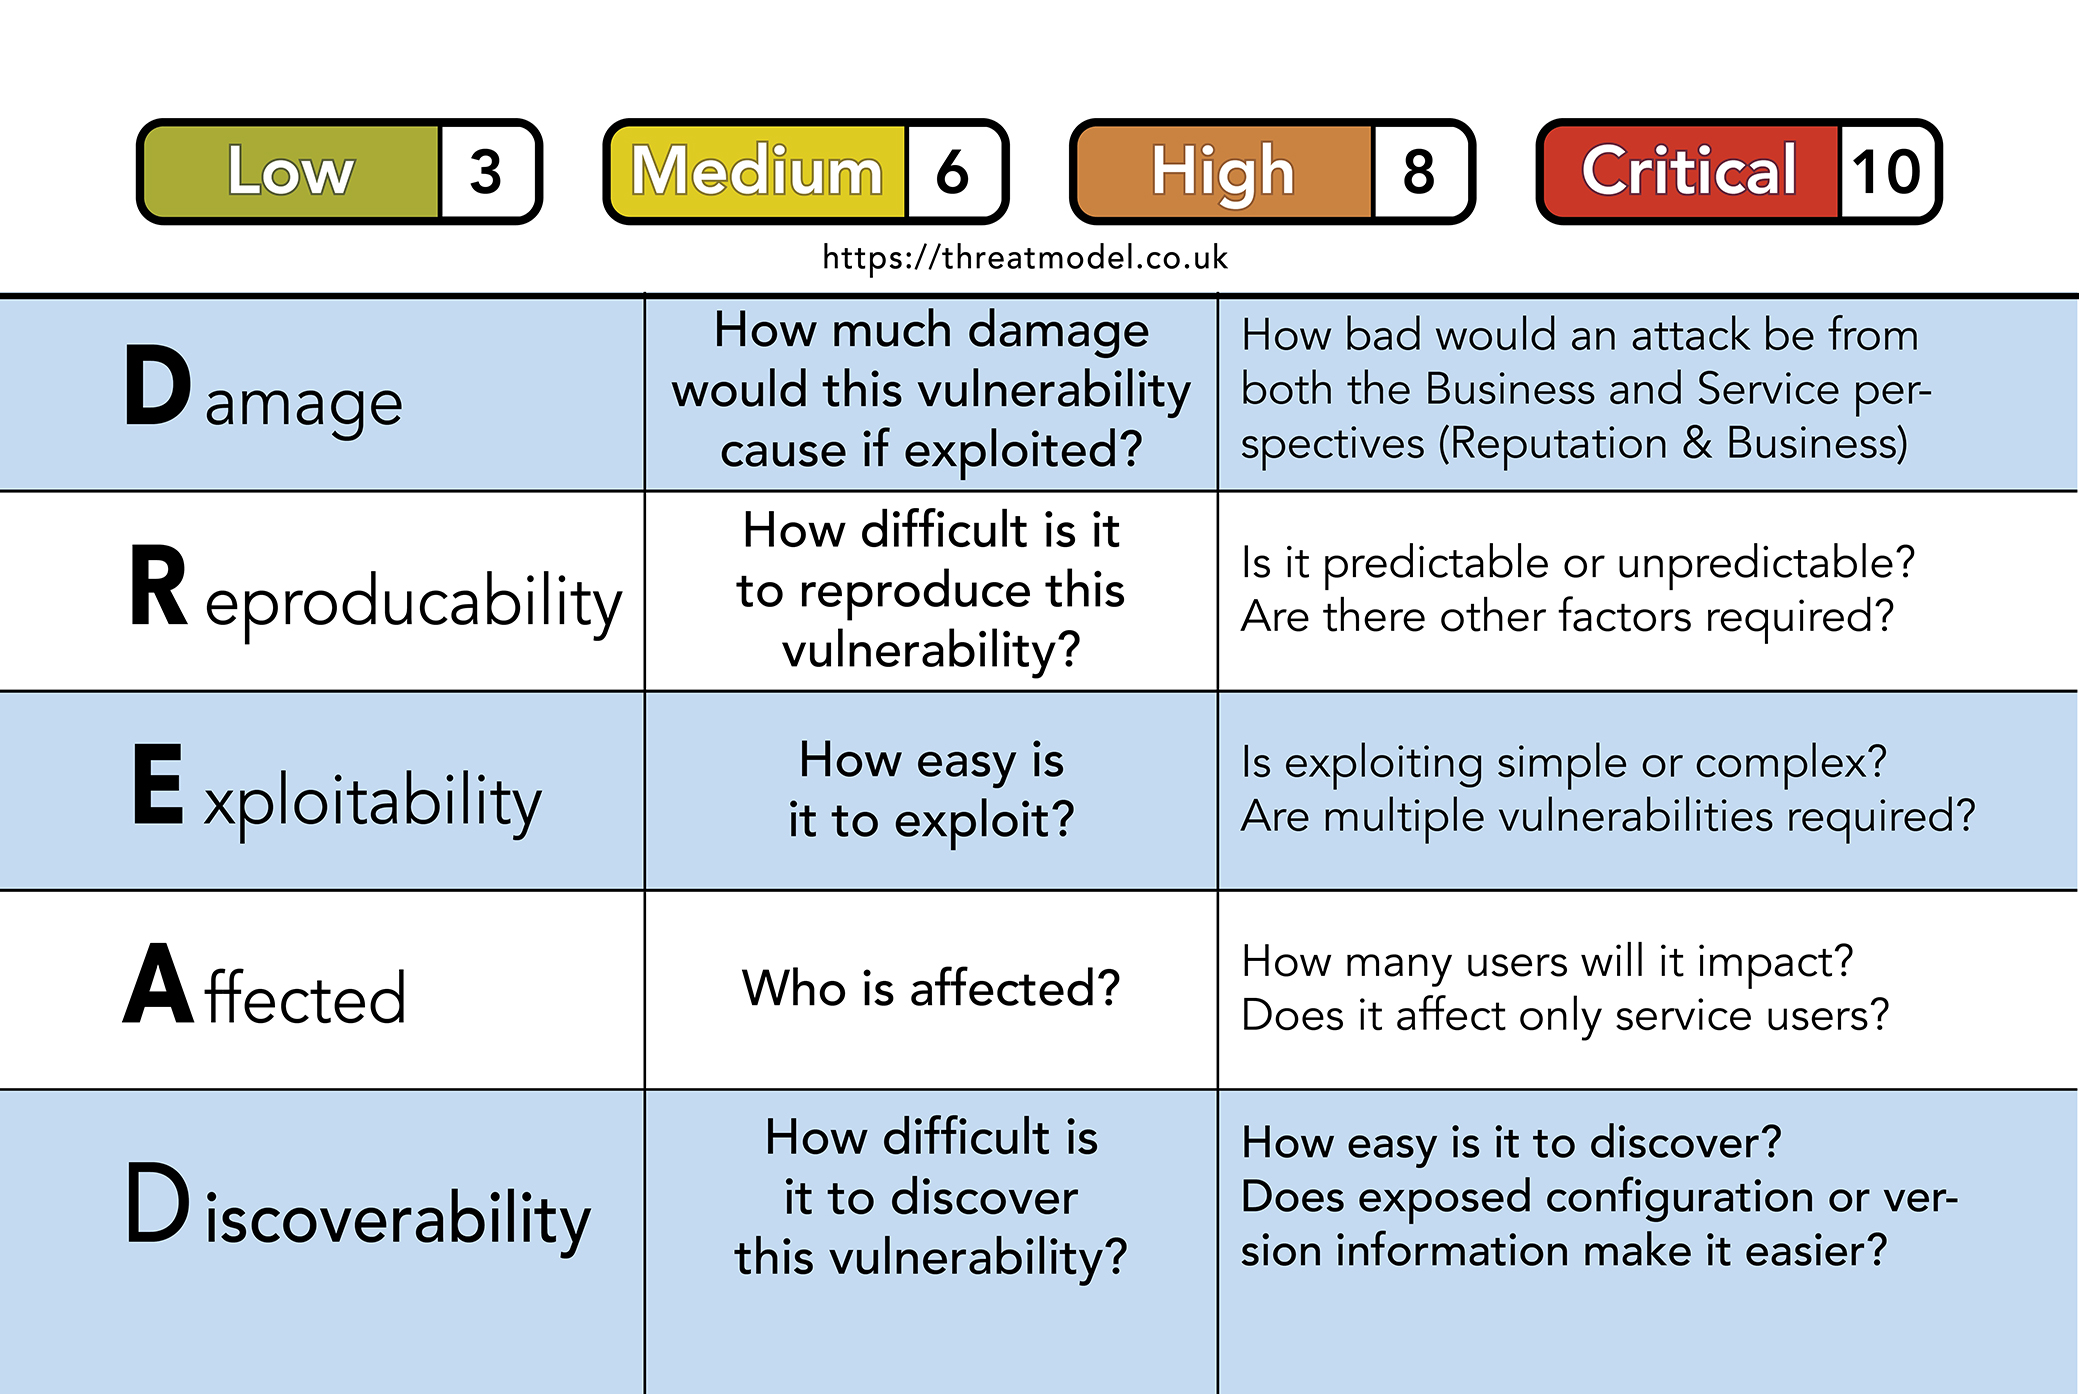 Low 3 Medium 6 High 8 Critical 10
https://threatmodel.co.uk
Damage
How much damage
would this vulnerability
cause if exploited?
How bad would an attack be from
both the Business and Service per-
spectives (Reputation & Business)
Reproducability
How difficult is it
to reproduce this
vulnerability?
Is it predictable or unpredictable?
Are there other factors required?
Exploitability
How easy is
it to exploit?
Is exploiting simple or complex?
Are multiple vulnerabilities required?
Affected
Who is affected?
How many users will it impact?
Does it affect only service users?
Discoverability
How difficult is
it to discover
this vulnerability?
How easy is it to discover?
Does exposed configuration or ver-
sion information make it easier?